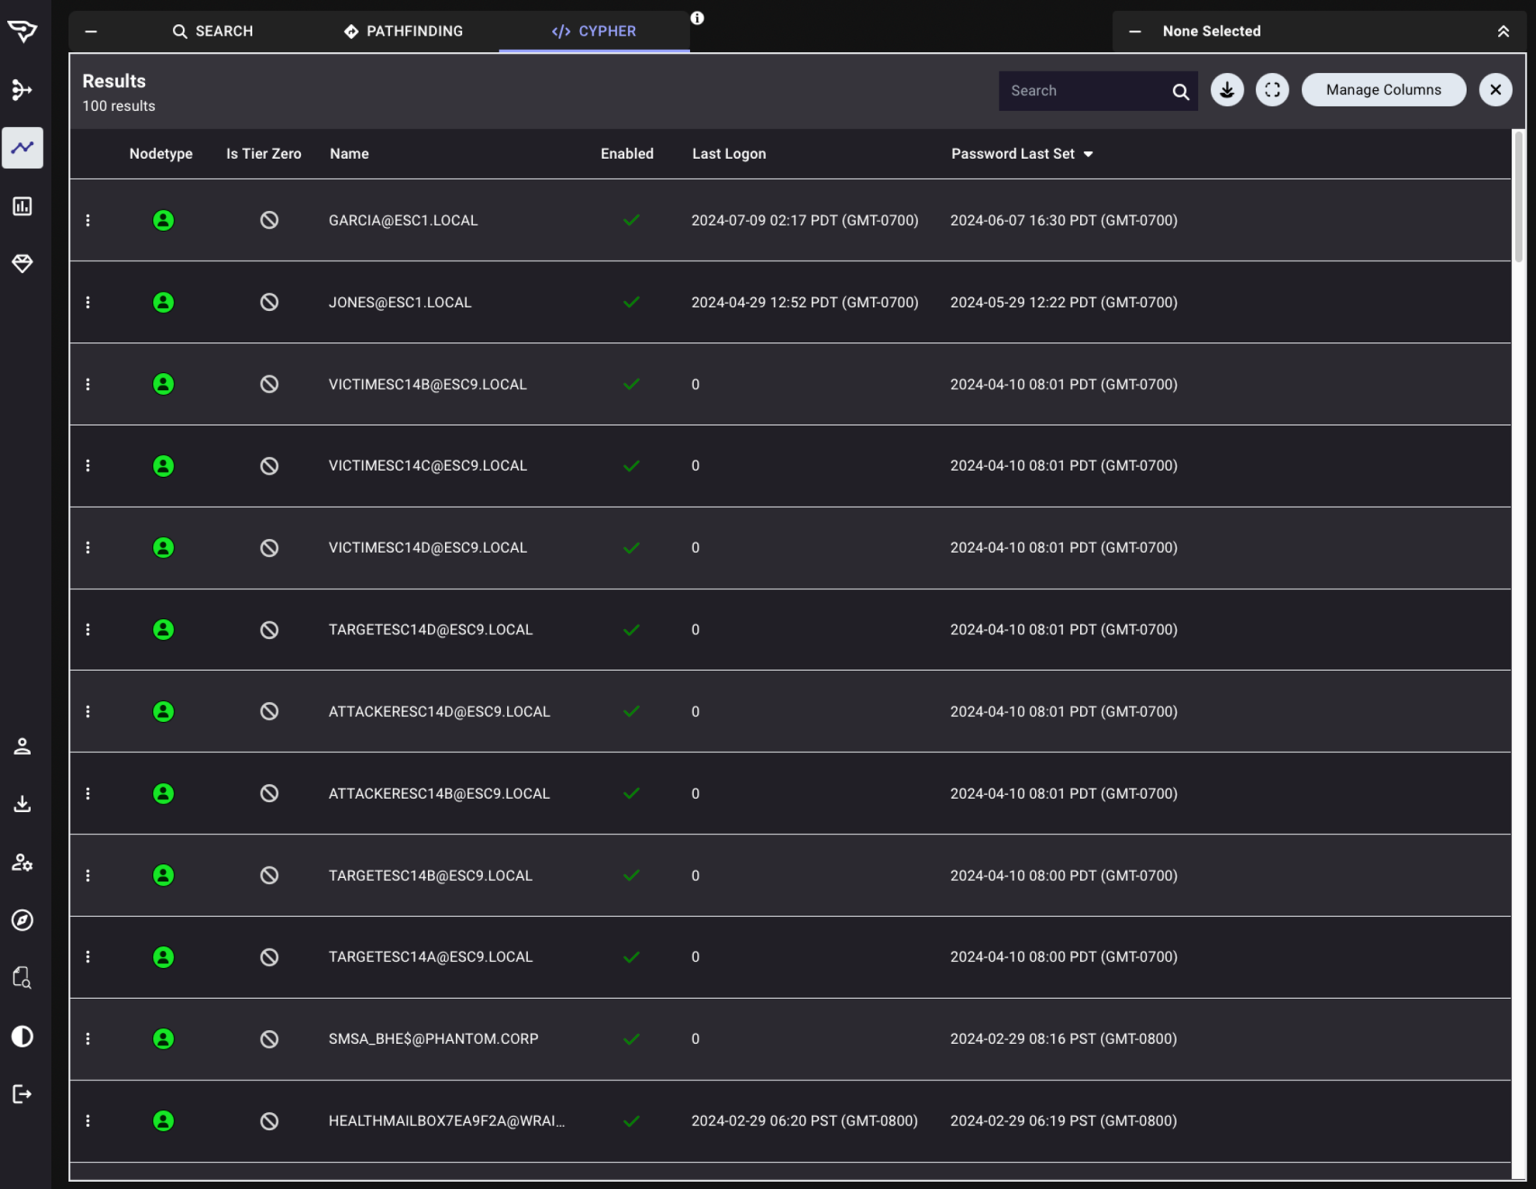 SEARCH PATHFINDING </> CYPHER None Selected
Results
100 results
Search Manage Columns
Nodetype Is Tier Zero Name Enabled Last Logon Password Last Set
GARCIA@ESC1.LOCAL 2024-07-09 02:17 PDT (GMT-0700) 2024-06-07 16:30 PDT (GMT-0700)
JONES@ESC1.LOCAL 2024-04-29 12:52 PDT (GMT-0700) 2024-05-29 12:22 PDT (GMT-0700)
VICTIMESC14B@ESC9.LOCAL 0 2024-04-10 08:01 PDT (GMT-0700)
VICTIMESC14C@ESC9.LOCAL 0 2024-04-10 08:01 PDT (GMT-0700)
VICTIMESC14D@ESC9.LOCAL 0 2024-04-10 08:01 PDT (GMT-0700)
TARGETESC14D@ESC9.LOCAL 0 2024-04-10 08:01 PDT (GMT-0700)
ATTACKERESC14D@ESC9.LOCAL 0 2024-04-10 08:01 PDT (GMT-0700)
ATTACKERESC14B@ESC9.LOCAL 0 2024-04-10 08:01 PDT (GMT-0700)
TARGETESC14B@ESC9.LOCAL 0 2024-04-10 08:00 PDT (GMT-0700)
TARGETESC14A@ESC9.LOCAL 0 2024-04-10 08:00 PDT (GMT-0700)
SMSA_BHE$@PHANTOM.CORP 0 2024-02-29 08:16 PST (GMT-0800)
HEALTHMAILBOX7EA9F2A@WRAI... 2024-02-29 06:20 PST (GMT-0800) 2024-02-29 06:19 PST (GMT-0800)